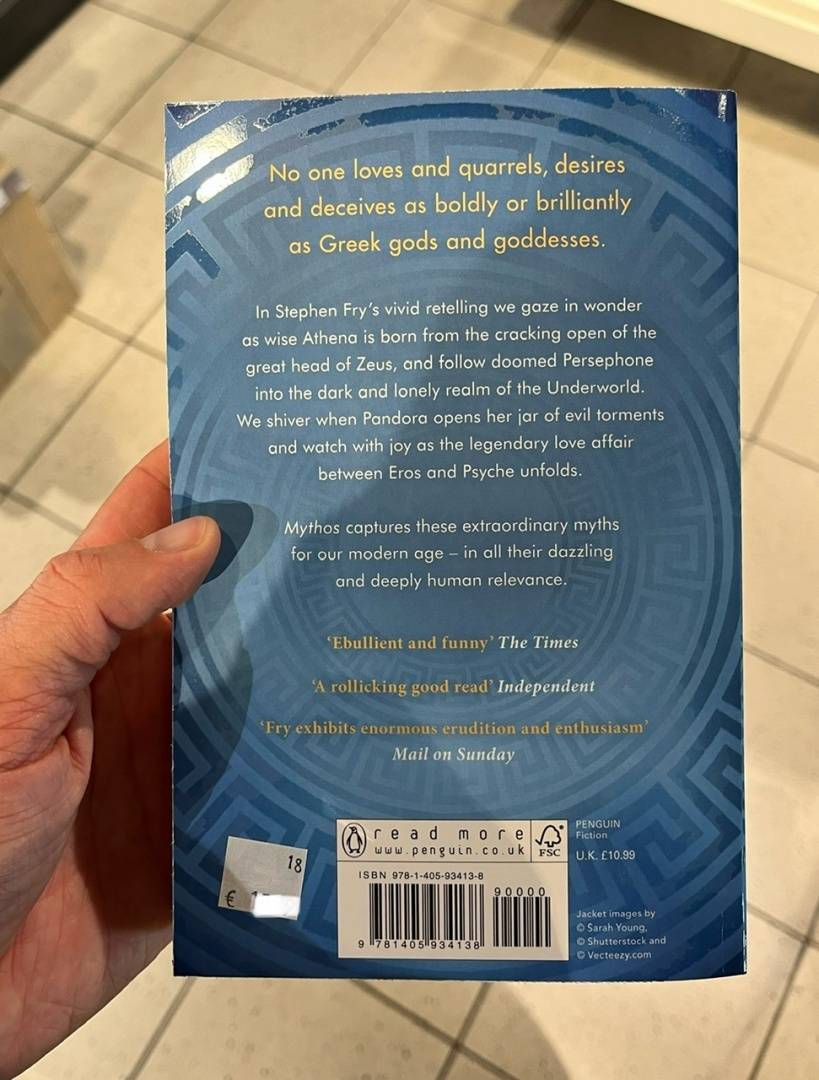 No one loves and quarrels, desires
and deceives as boldly or brilliantly
as Greek gods and goddesses.
In Stephen Fry's vivid retelling we gaze in wonder
as wise Athena is born from the cracking open of the
great head of Zeus, and follow doomed Persephone
into the dark and lonely realm of the Underworld.
We shiver when Pandora opens her jar of evil torments
and watch with joy as the legendary love affair
between Eros and Psyche unfolds.
Mythos captures these extraordinary myths
for our modern age – in all their dazzling
and deeply human relevance.
‘Ebullient and funny’ The Times
‘A rollicking good read’ Independent
‘Fry exhibits enormous erudition and enthusiasm’
Mail on Sunday
18
€
read more
www.penguin.co.uk
FSC
PENGUIN
Fiction
U.K. £10.99
ISBN 978-1-405-93413-8
90000
9 781405 934138
Jacket images by
© Sarah Young,
© Shutterstock and
© Vecteezy.com